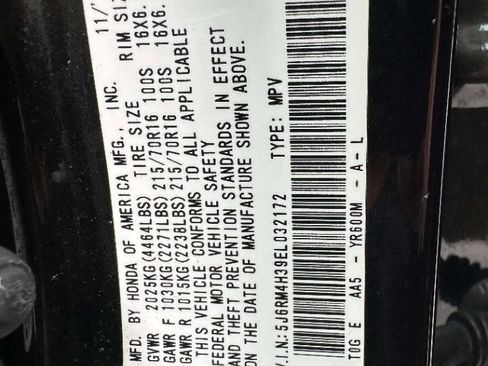 MFD. BY HONDA OF AMERICA MFG., INC. 11/
GVWR 2025KG(4464LBS) TIRE SIZE RIM SIZ
GAWR F 1030KG(2271LBS) 215/70R16 100S 16X6.
GAWR R 1015KG(2238LBS) 215/70R16 100S 16X6.
THIS VEHICLE CONFORMS TO ALL APPLICABLE
FEDERAL MOTOR VEHICLE SAFETY
AND THEFT PREVENTION STANDARDS IN EFFECT
ON THE DATE OF MANUFACTURE SHOWN ABOVE.
V.I.N: 5J6RM4H39EL032172 TYPE: MPV
TOG E AA5 - YR600M - A - L